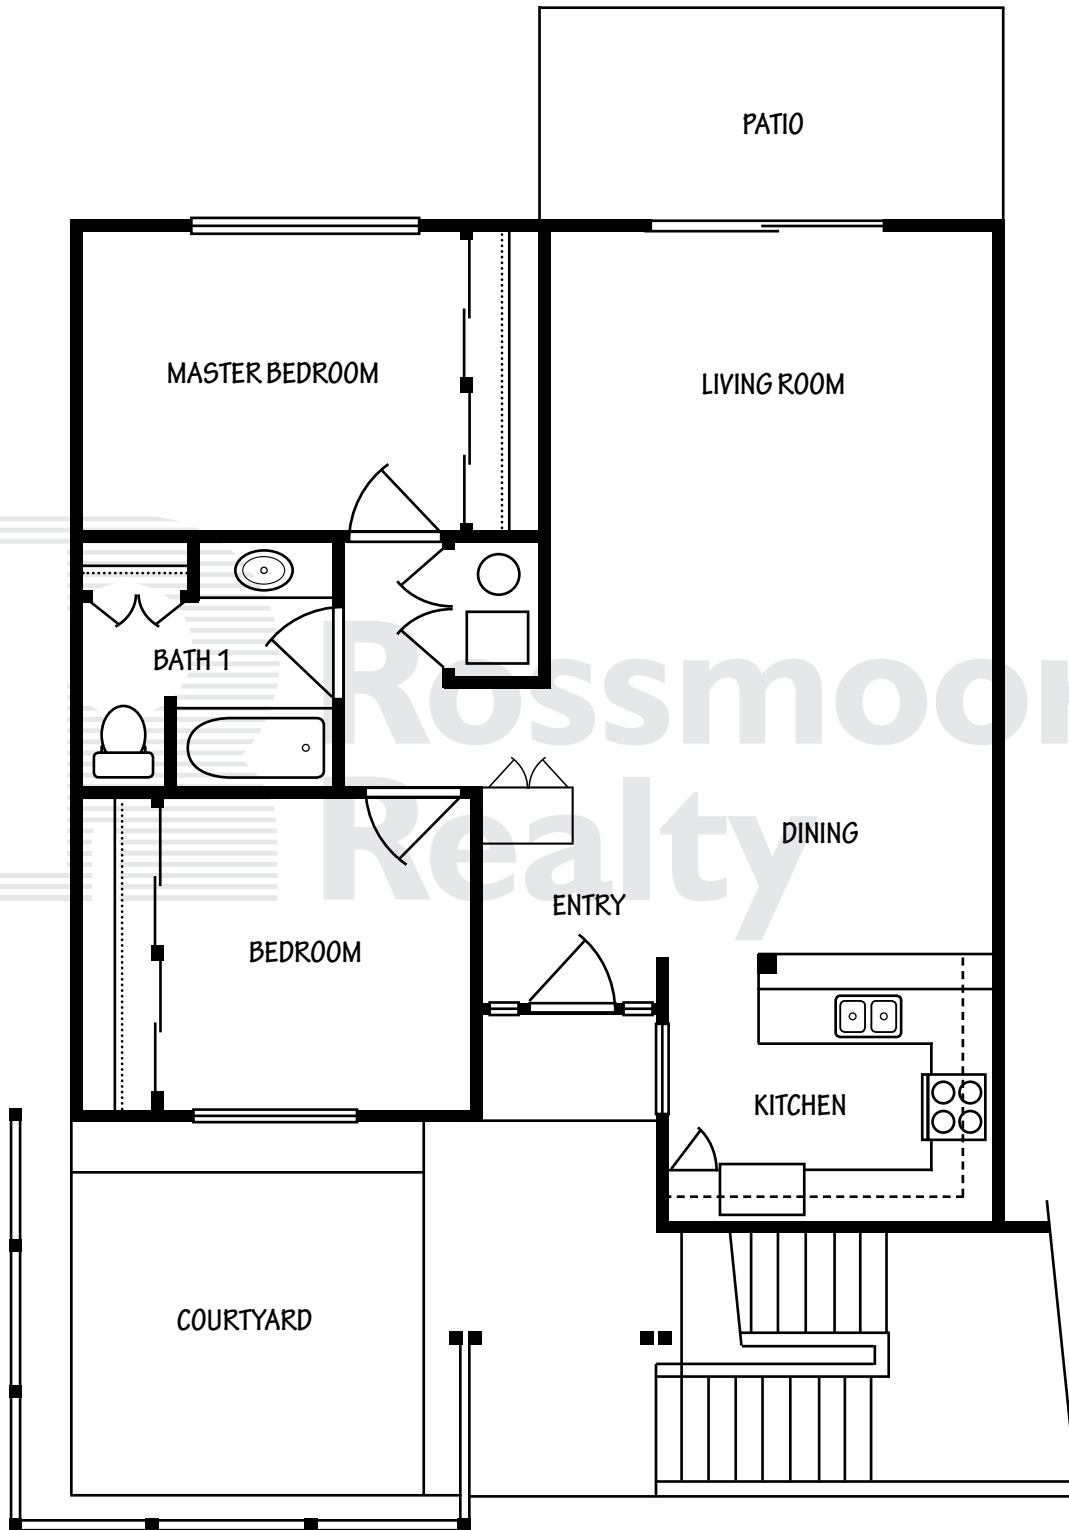 PATIO
MASTER BEDROOM
LIVING ROOM
BATH 1
Rossmoor
Realty
DINING
ENTRY
BEDROOM
KITCHEN
COURTYARD